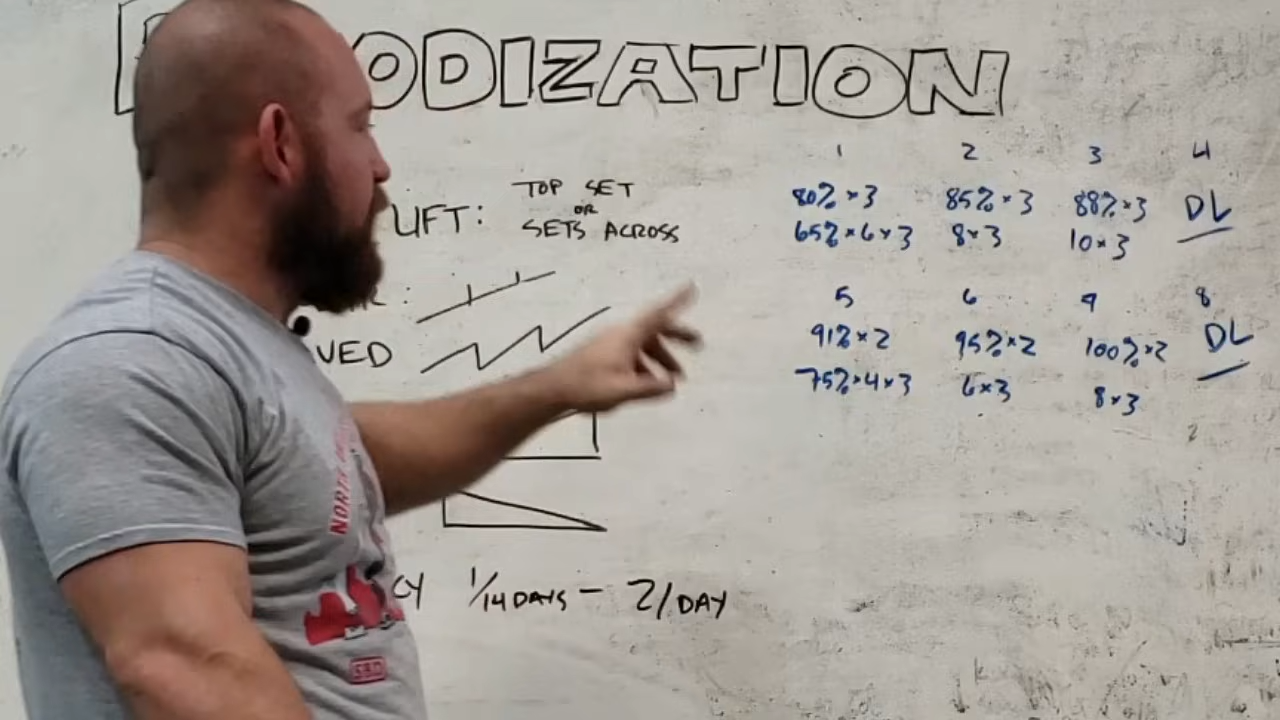 ODIZATION
LIFT: TOP SET
OR
SETS ACROSS
:
VED
CY 1/14 DAYS - 2/DAY
1 2 3 4
80% × 3 85% × 3 88% × 3 DL
65% × 6 × 3 8 × 3 10 × 3
5 6 9 8
91% × 2 95% × 2 100% × 2 DL
75% × 4 × 3 6 × 3 8 × 3
NORTH
SBD